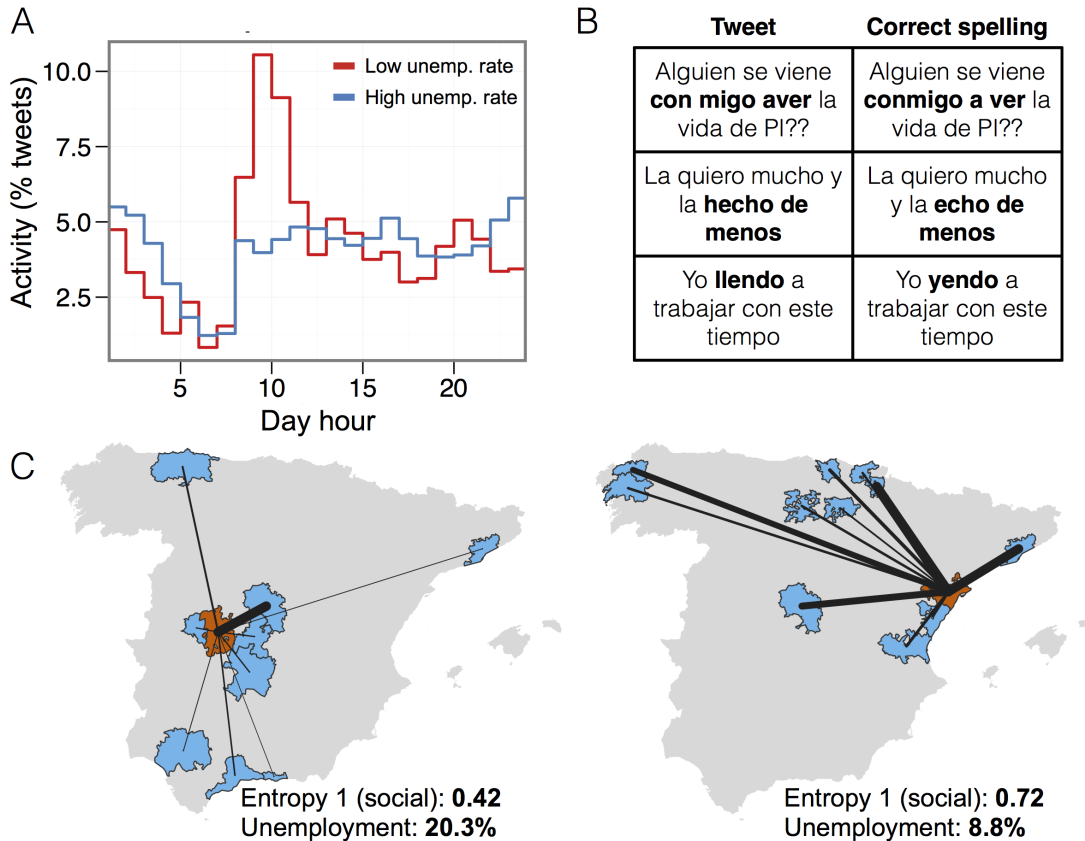 A
Activity (% tweets)
10.0
7.5
5.0
2.5
Low unemp. rate
High unemp. rate
5
10
15
20
Day hour
B
Tweet
Correct spelling
Alguien se viene
con migo aver la
vida de PI??
Alguien se viene
conmigo a ver la
vida de PI??
La quiero mucho y
la hecho de
menos
La quiero mucho
y la echo de
menos
Yo llendo a
trabajar con este
tiempo
Yo yendo a
trabajar con este
tiempo
C
Entropy 1 (social): 0.42
Unemployment: 20.3%
Entropy 1 (social): 0.72
Unemployment: 8.8%